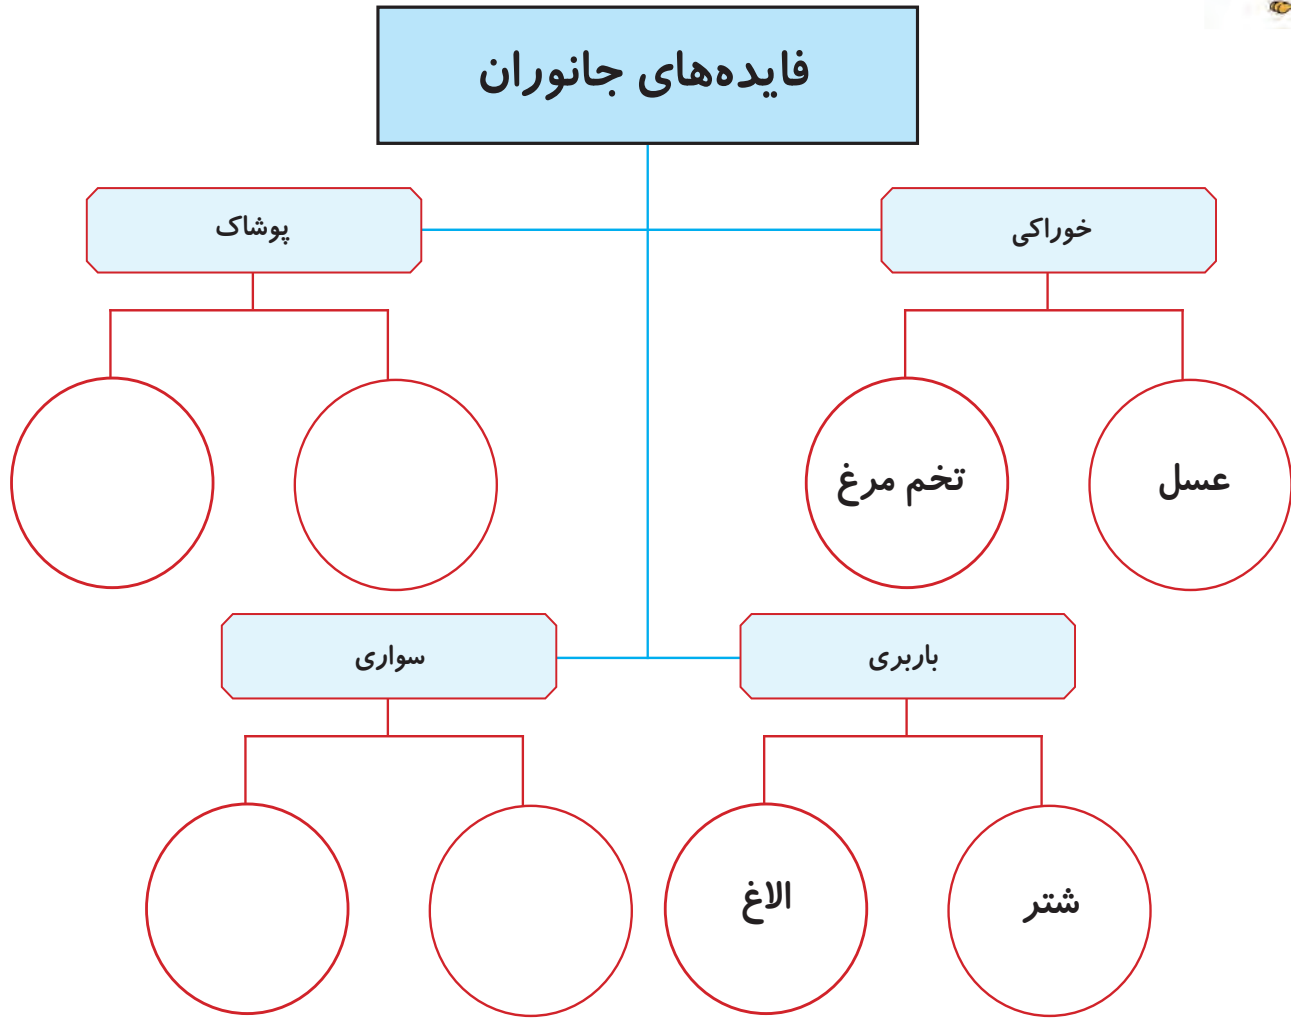 فایده‌های جانوران
خوراکی
پوشاک
عسل
تخم مرغ
باربری
سواری
شتر
الاغ